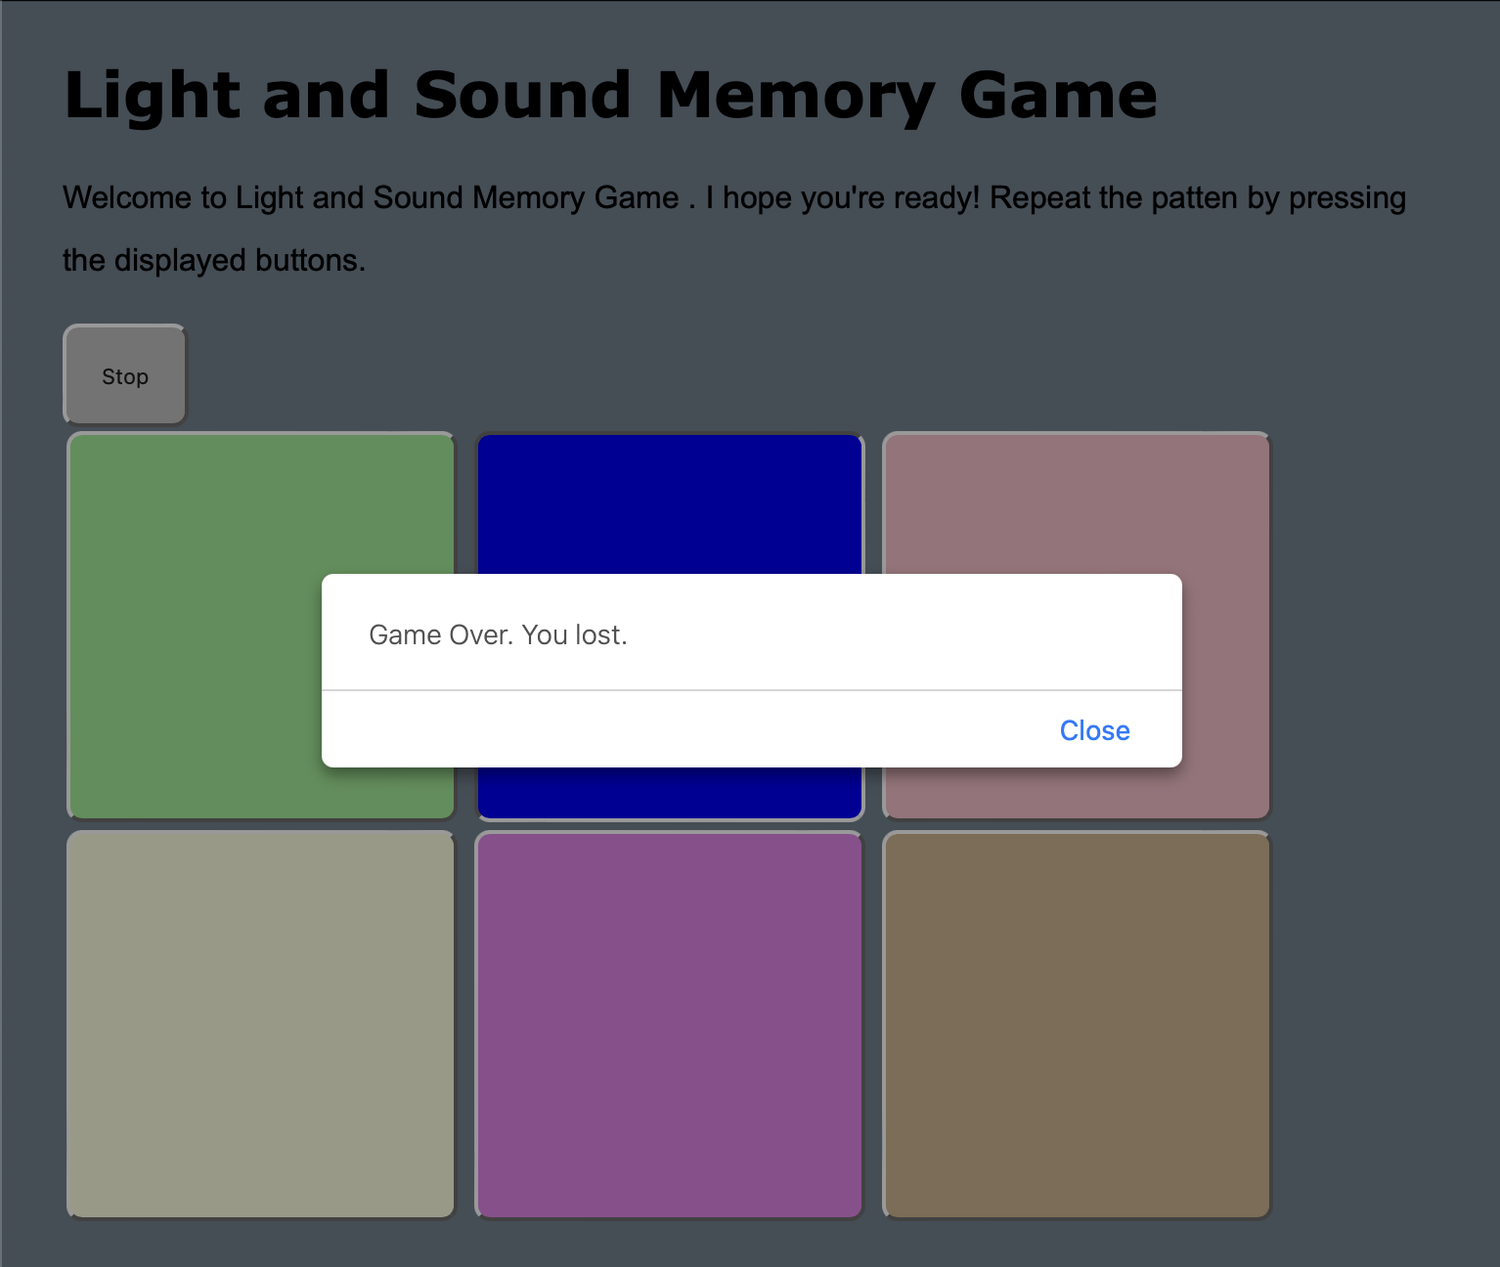 Light and Sound Memory Game
Welcome to Light and Sound Memory Game . I hope you're ready! Repeat the patten by pressing
the displayed buttons.
Stop
Game Over. You lost.
Close